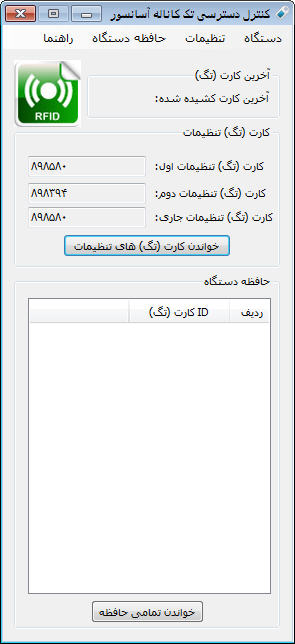 کنترل دسترسی تک کاناله آسانسور
دستگاه تنظیمات حافظه دستگاه راهنما
RFID
آخرین کارت (تگ)
آخرین کارت کشیده شده:
کارت (تگ) تنظیمات
کارت (تگ) تنظیمات اول: ۸۹۸۵۸۰
کارت (تگ) تنظیمات دوم: ۸۹۸۳۹۴
کارت (تگ) تنظیمات جاری: ۸۹۸۵۸۰
خواندن کارت (تگ) های تنظیمات
حافظه دستگاه
ردیف ID کارت (تگ)
خواندن تمامی حافظه